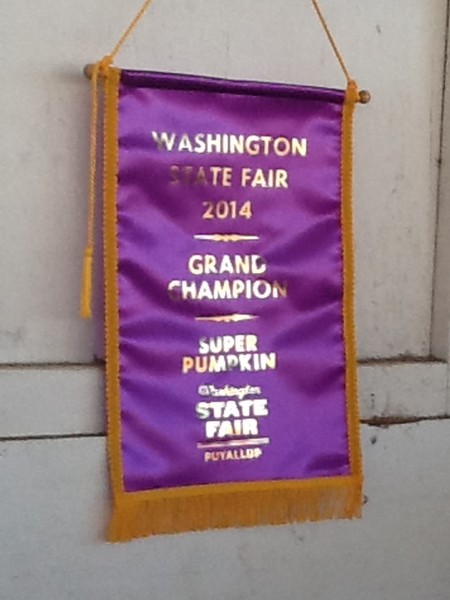 WASHINGTON
STATE FAIR
2014
GRAND
CHAMPION
SUPER
PUMPKIN
Washington
STATE
FAIR
PUYALLUP